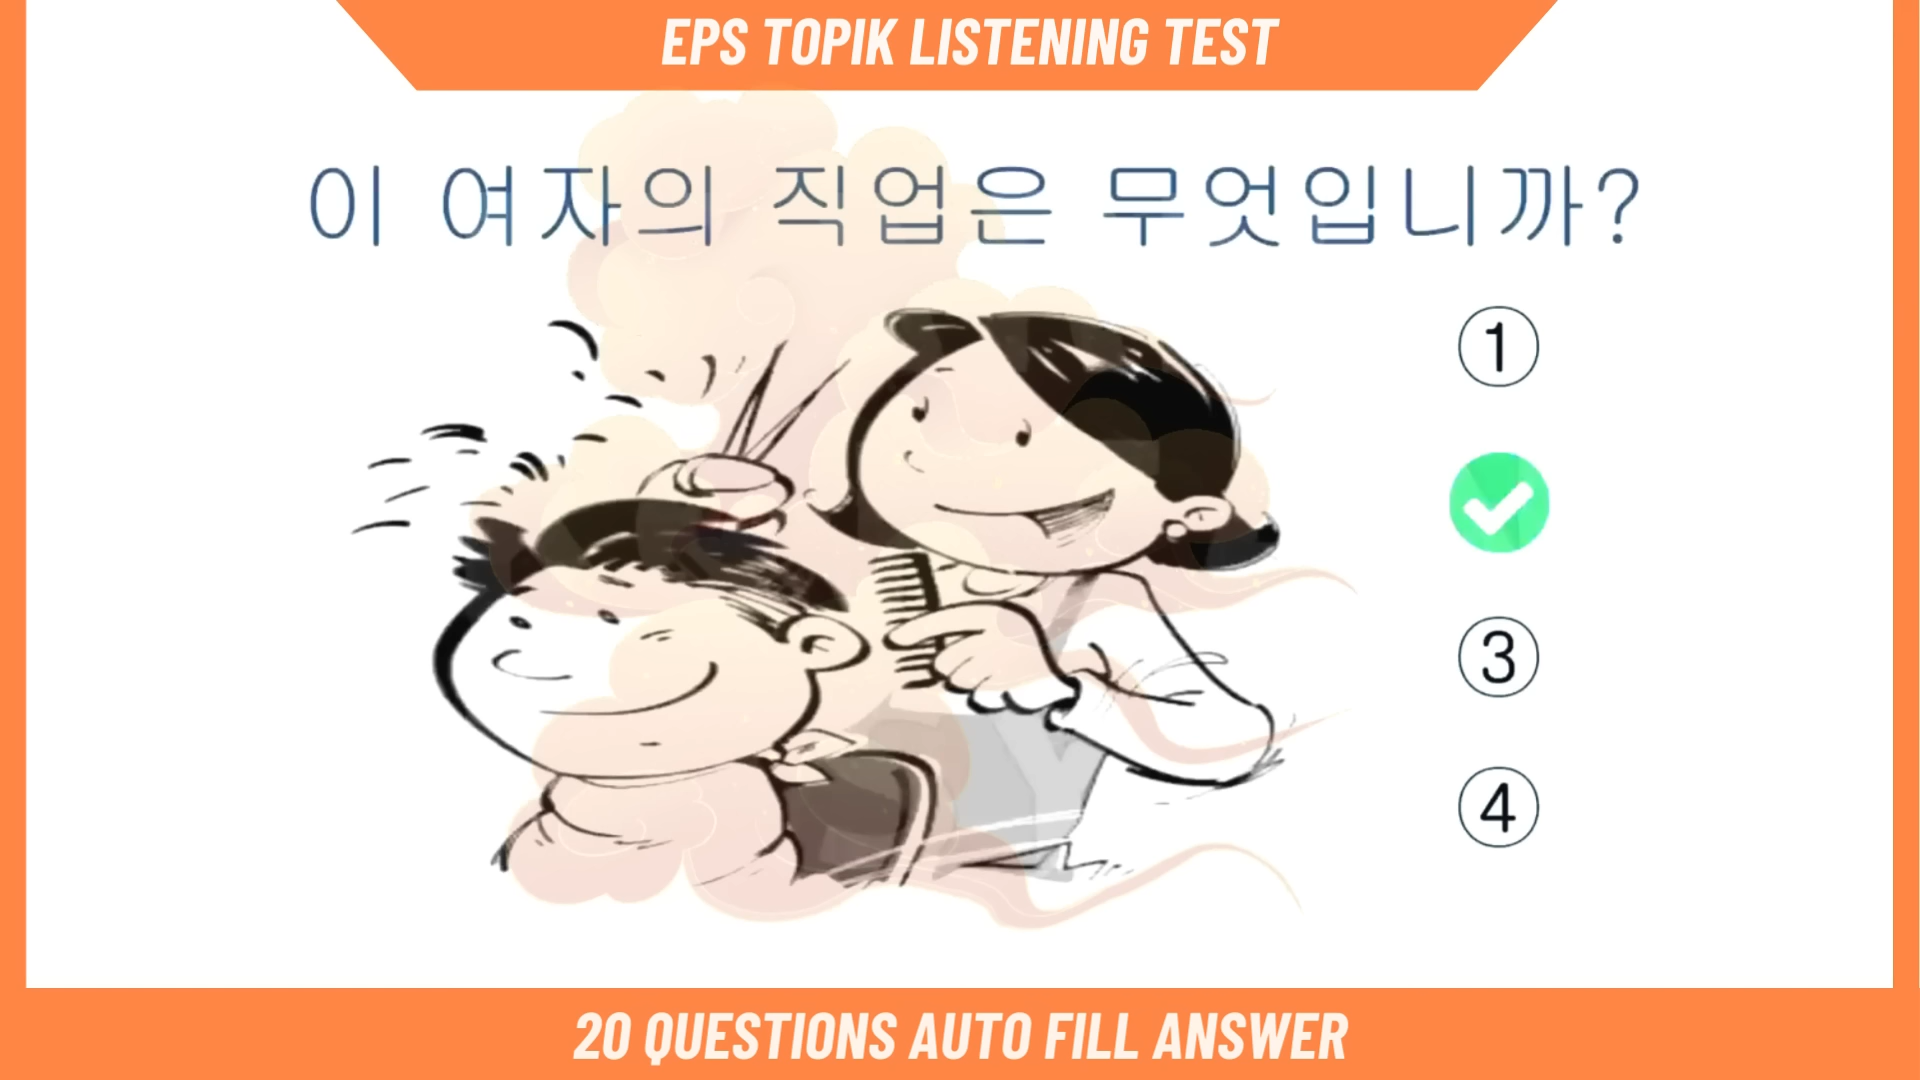 EPS TOPIK LISTENING TEST
이 여자의 직업은 무엇입니까?
①
③
④
20 QUESTIONS AUTO FILL ANSWER